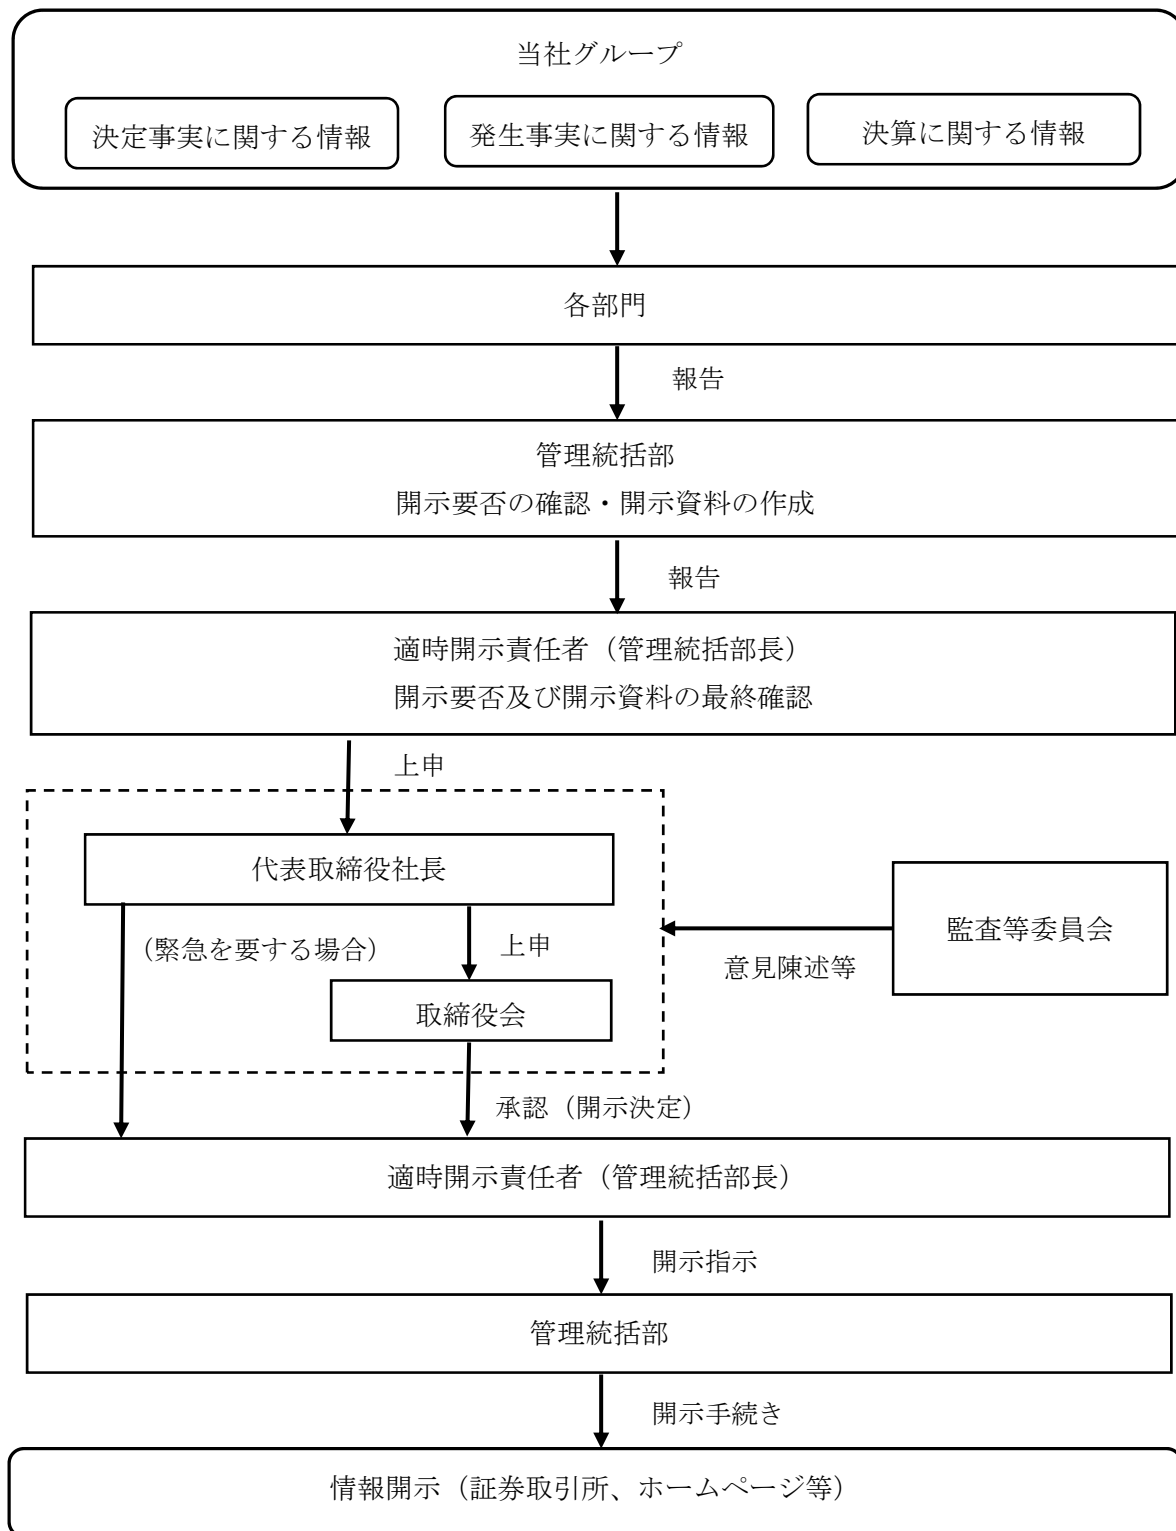 当社グループ
決定事実に関する情報
発生事実に関する情報
決算に関する情報
各部門
報告
管理統括部
開示要否の確認・開示資料の作成
報告
適時開示責任者（管理統括部長）
開示要否及び開示資料の最終確認
上申
代表取締役社長
（緊急を要する場合）
上申
監査等委員会
意見陳述等
取締役会
承認（開示決定）
適時開示責任者（管理統括部長）
開示指示
管理統括部
開示手続き
情報開示（証券取引所、ホームページ等）